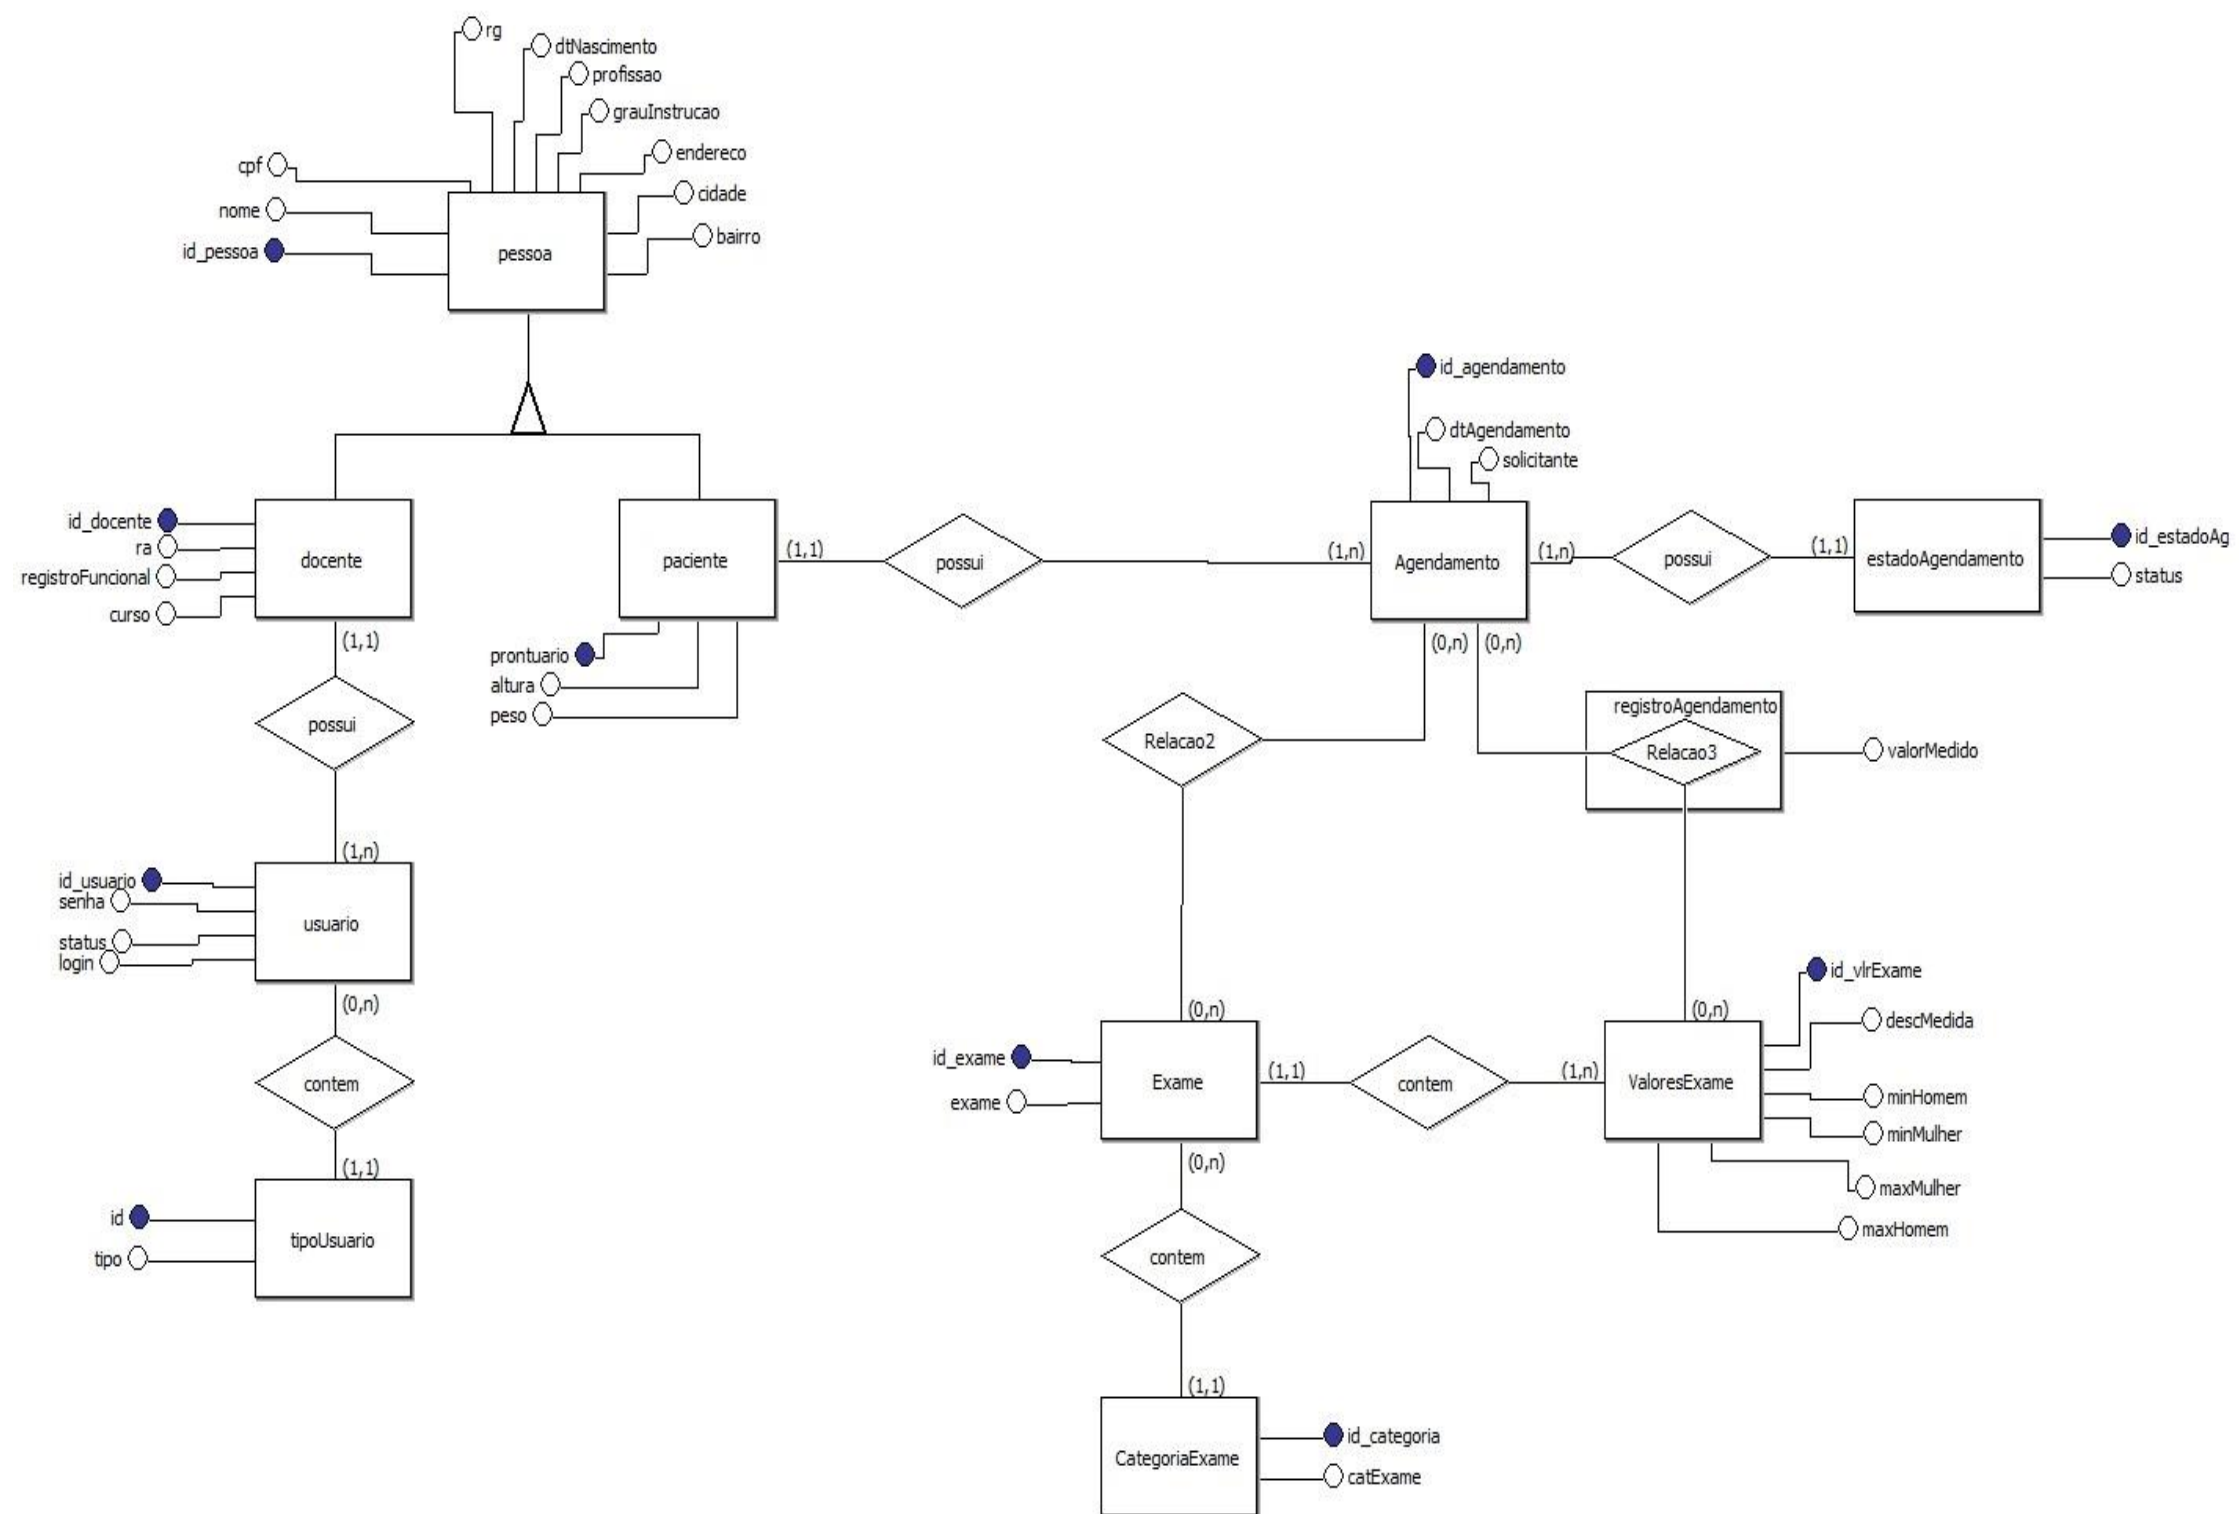 rg
dtNascimento
profissao
grauInstrucao
endereco
cpf
cidade
nome
bairro
id_pessoa
pessoa
id_agendamento
dtAgendamento
solicitante
id_docente
ra
registroFuncional
curso
docente
paciente
(1,1)
possui
(1,n)
Agendamento
(1,n)
possui
(1,1)
estadoAgendamento
id_estadoAg
status
(1,1)
prontuario
altura
peso
(0,n)
(0,n)
possui
Relacao2
registroAgendamento
Relacao3
valorMedido
(1,n)
id_usuario
senha
status
login
usuario
(0,n)
contem
(1,1)
id
tipo
tipoUsuario
(0,n)
(0,n)
id_exame
exame
Exame
(1,1)
contem
(1,n)
ValoresExame
id_vlrExame
descMedida
minHomem
minMulher
maxMulher
maxHomem
(0,n)
contem
(1,1)
CategoriaExame
id_categoria
catExame